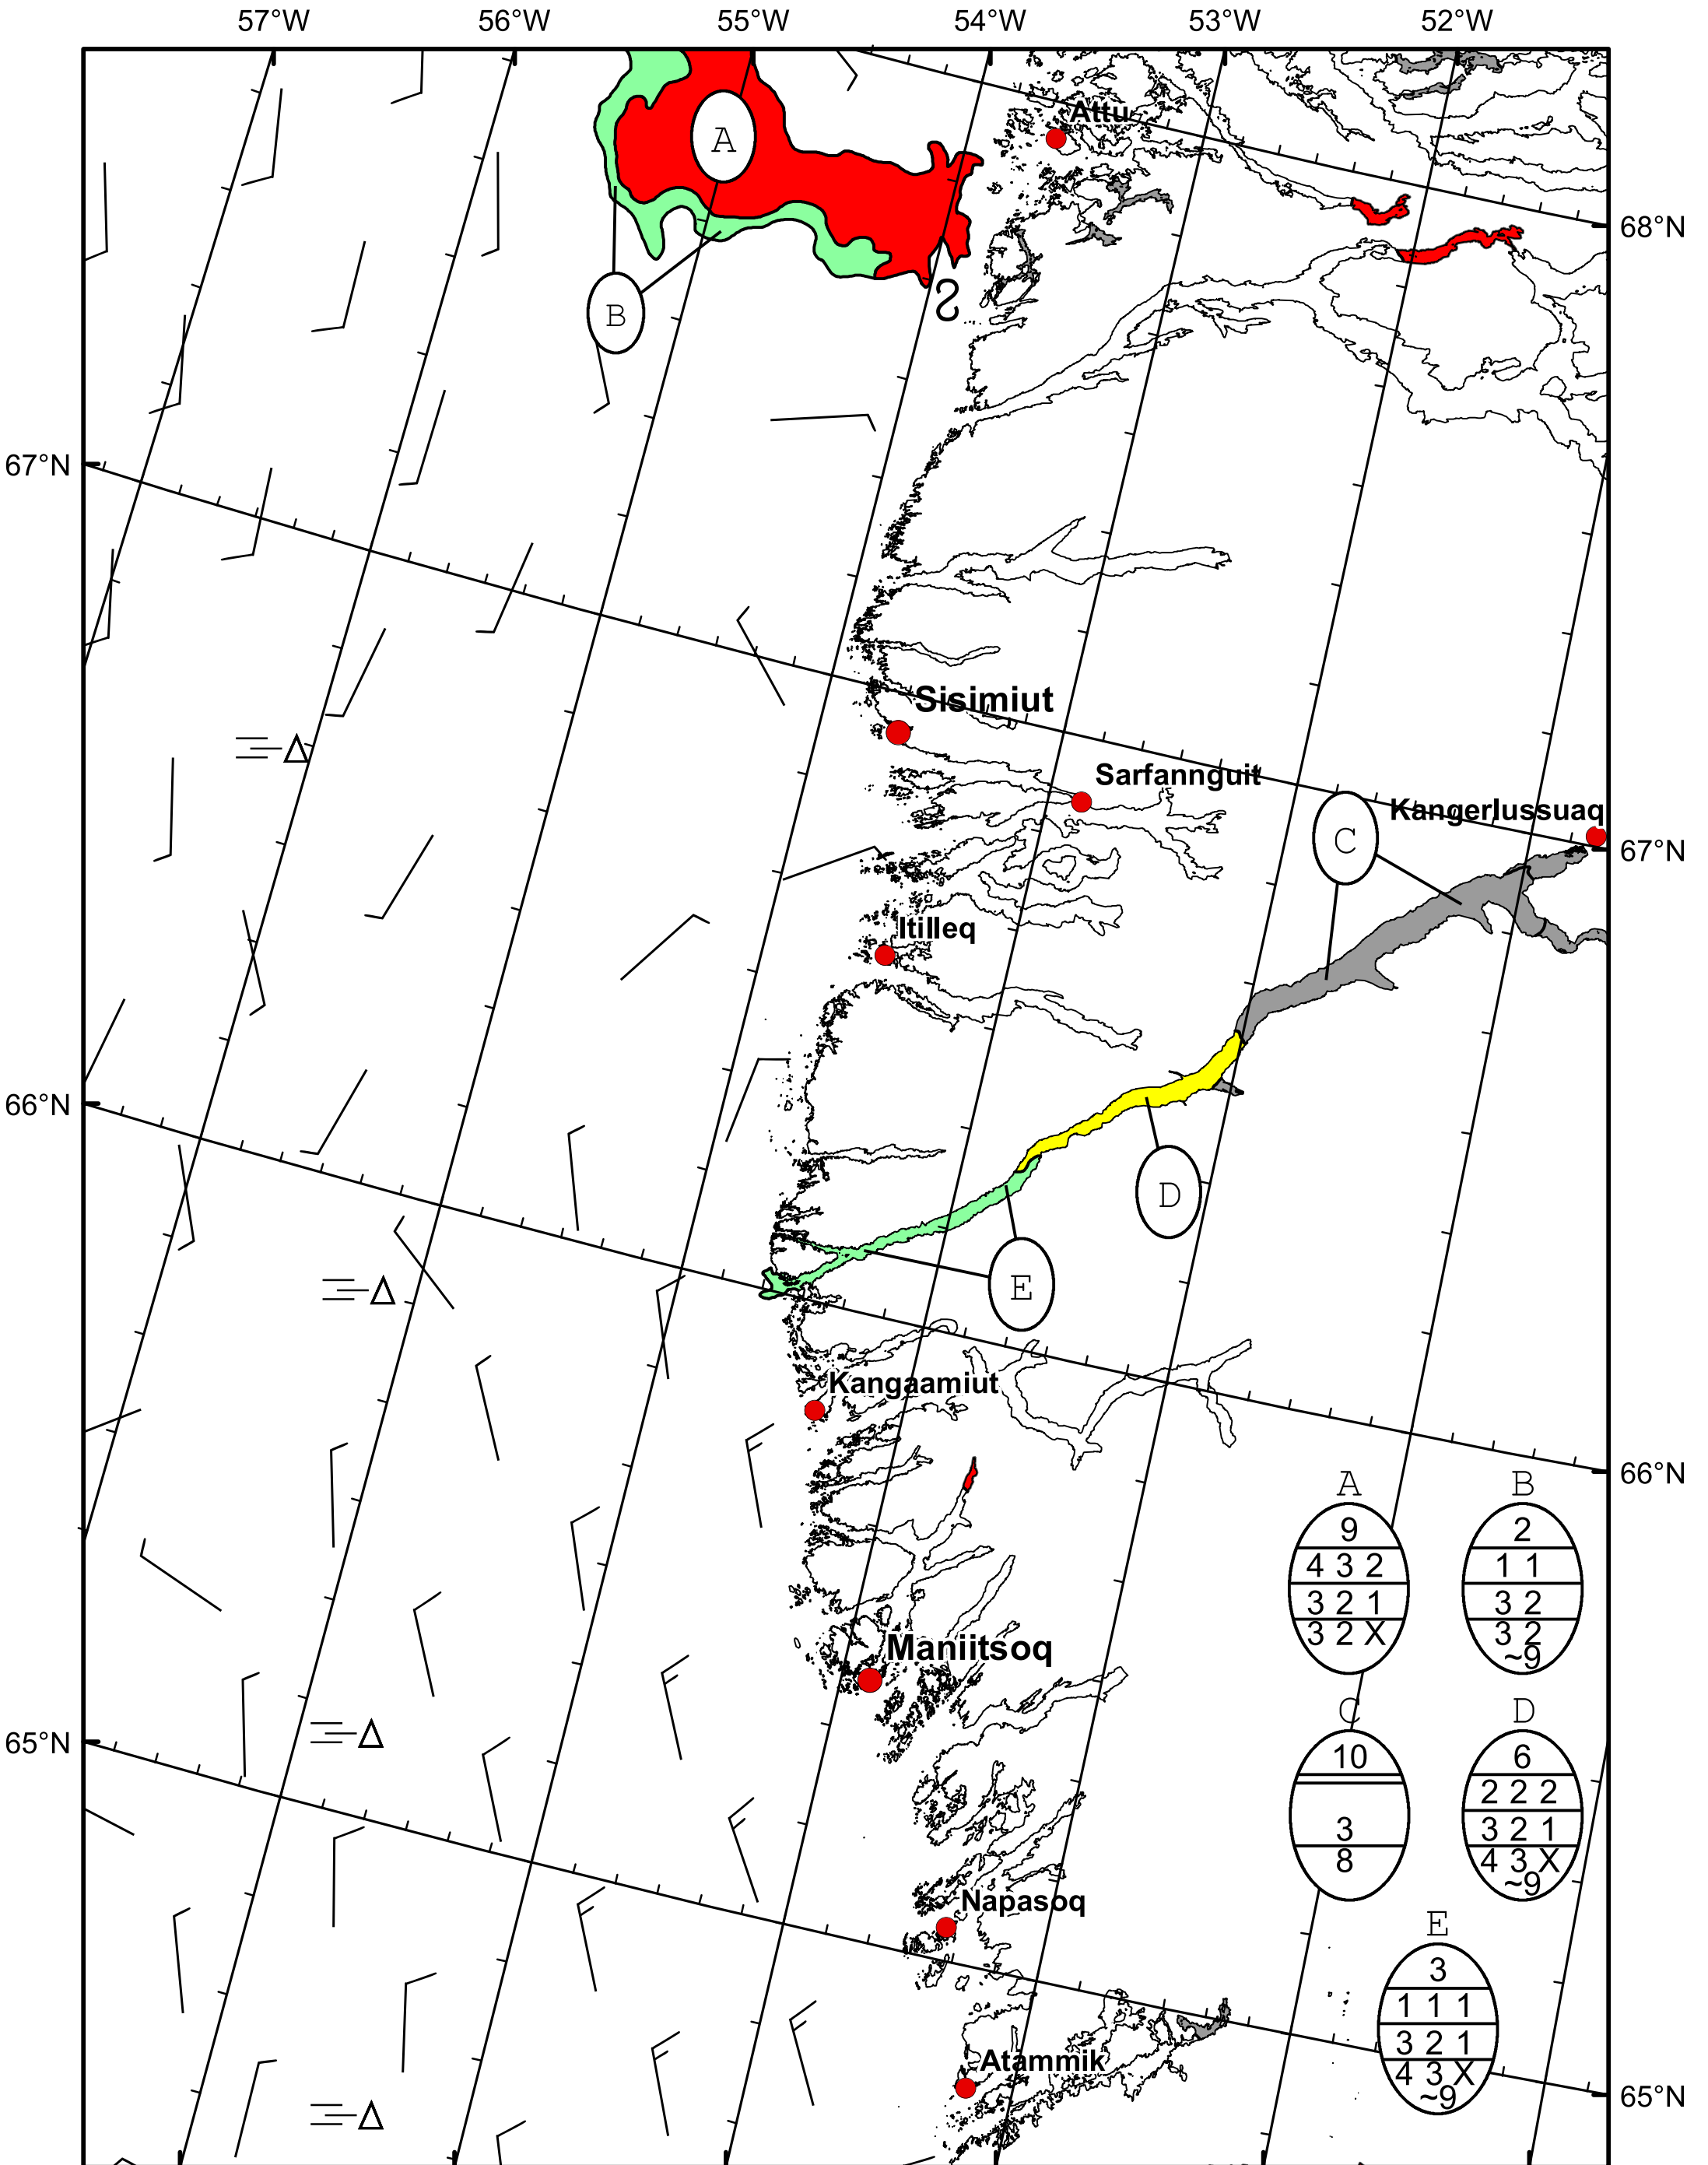 57°W 56°W 55°W 54°W 53°W 52°W
Attu
A
68°N
B
67°N
Sisimiut
Sarfannguit
Kangerlussuaq
C
67°N
Itilleq
66°N
D
E
Kangaamiut
66°N
A B
9 2
4 3 2 1 1
3 2 1 3 2
3 2 X 3 2
~9
Maniitsoq
C D
65°N
10 6
2 2 2
3 3 2 1
8 4 3 X
~9
Napasoq
E
3
1 1 1
3 2 1
4 3 X
~9
Atammik
65°N